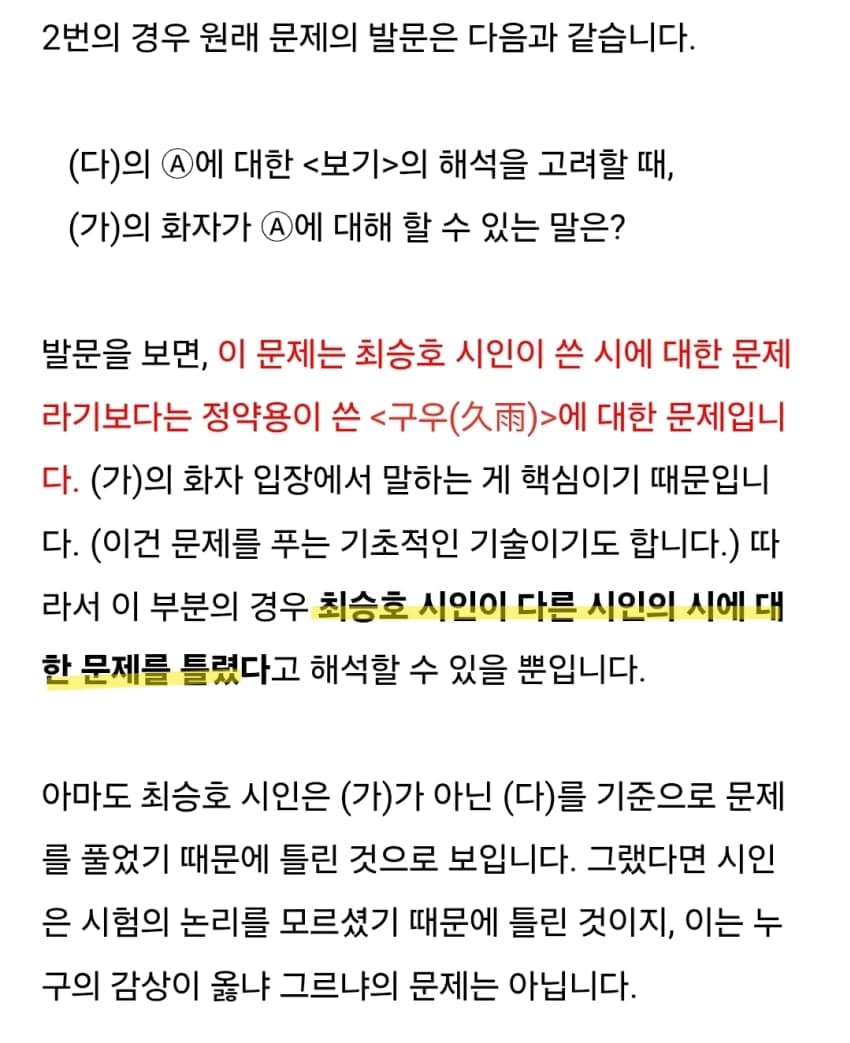 2번의 경우 원래 문제의 발문은 다음과 같습니다.
(다)의 Ⓐ에 대한 <보기>의 해석을 고려할 때,
(가)의 화자가 Ⓐ에 대해 할 수 있는 말은?
발문을 보면, 이 문제는 최승호 시인이 쓴 시에 대한 문제
라기보다는 정약용이 쓴 <구우(久雨)>에 대한 문제입니
다. (가)의 화자 입장에서 말하는 게 핵심이기 때문입니
다. (이건 문제를 푸는 기초적인 기술이기도 합니다.) 따
라서 이 부분의 경우 최승호 시인이 다른 시인의 시에 대
한 문제를 틀렸다고 해석할 수 있을 뿐입니다.
아마도 최승호 시인은 (가)가 아닌 (다)를 기준으로 문제
를 풀었기 때문에 틀린 것으로 보입니다. 그랬다면 시인
은 시험의 논리를 모르셨기 때문에 틀린 것이지, 이는 누
구의 감상이 옳냐 그르냐의 문제는 아닙니다.